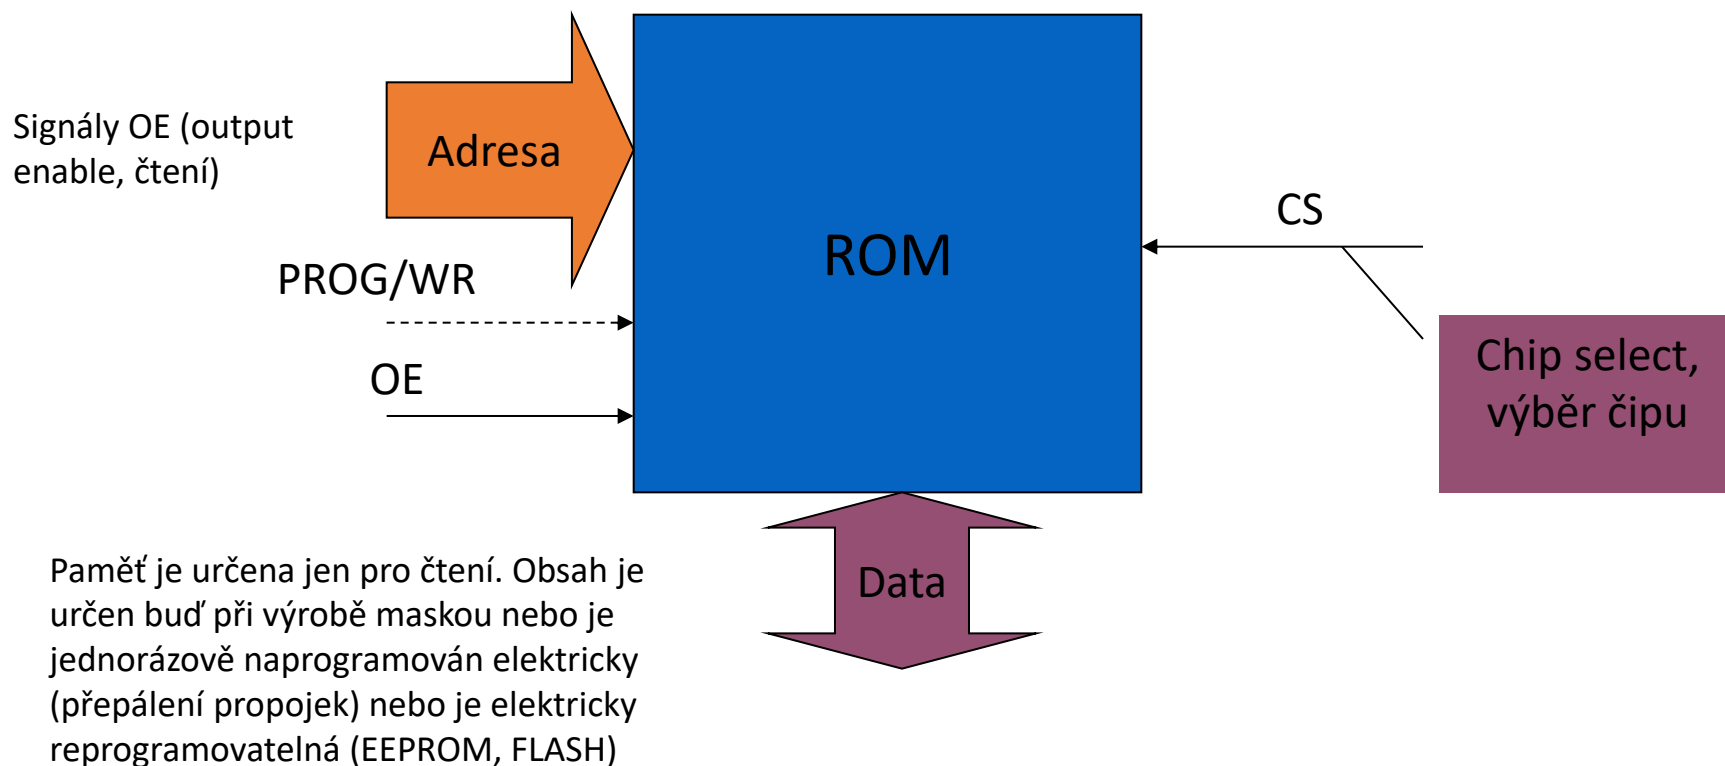 Signály OE (output
enable, čtení)
Adresa
ROM
CS
PROG/WR
OE
Chip select,
výběr čipu
Data
Paměť je určena jen pro čtení. Obsah je
určen buď při výrobě maskou nebo je
jednorázově naprogramován elektricky
(přepálení propojek) nebo je elektricky
reprogramovatelná (EEPROM, FLASH)